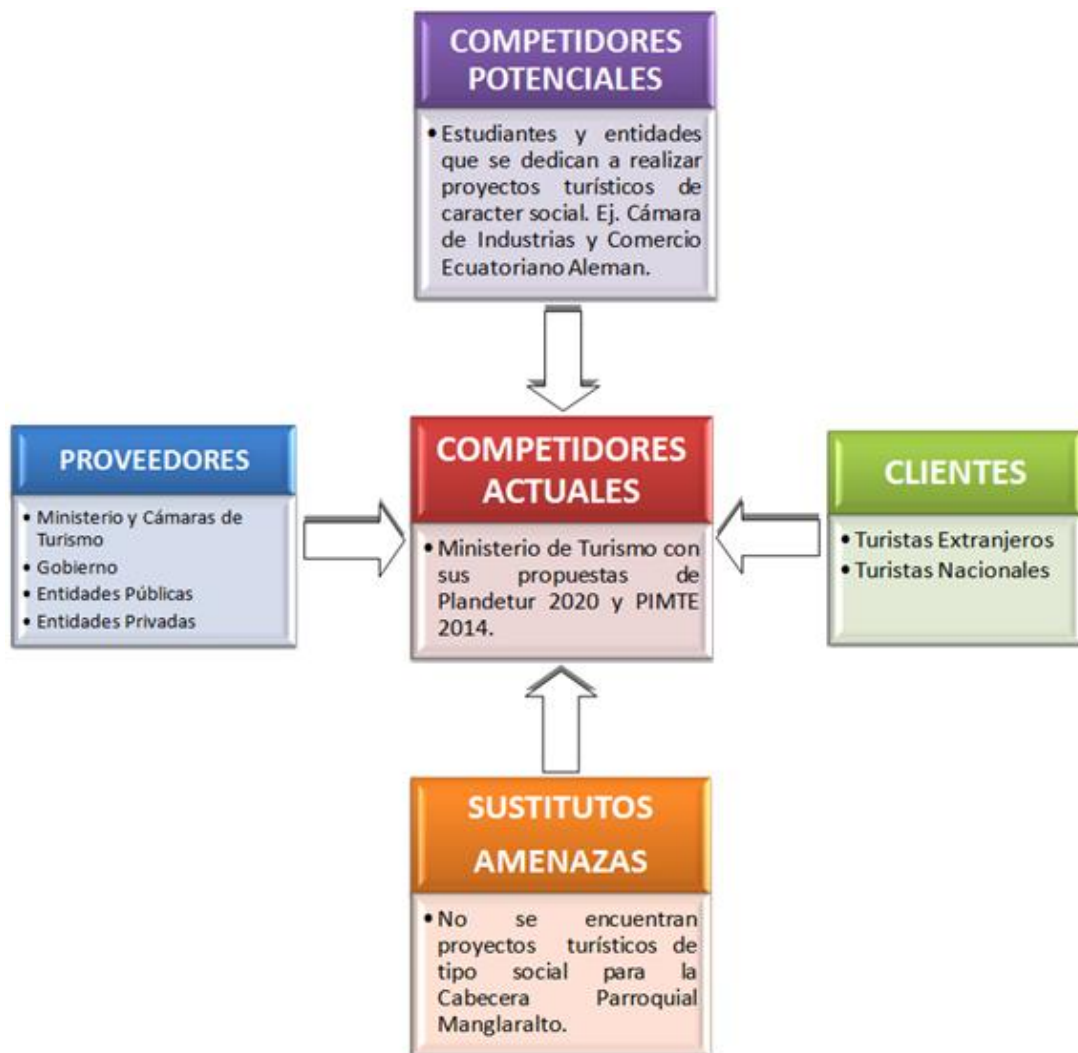 COMPETIDORES
POTENCIALES
• Estudiantes y entidades
que se dedican a realizar
proyectos turísticos de
caracter social. Ej. Cámara
de Industrias y Comercio
Ecuatoriano Aleman.
PROVEEDORES
• Ministerio y Cámaras de
Turismo
• Gobierno
• Entidades Públicas
• Entidades Privadas
COMPETIDORES
ACTUALES
• Ministerio de Turismo con
sus propuestas de
Plandetur 2020 y PIMTE
2014.
CLIENTES
• Turistas Extranjeros
• Turistas Nacionales
SUSTITUTOS
AMENAZAS
• No se encuentran
proyectos turísticos de
tipo social para la
Cabecera Parroquial
Manglaralto.